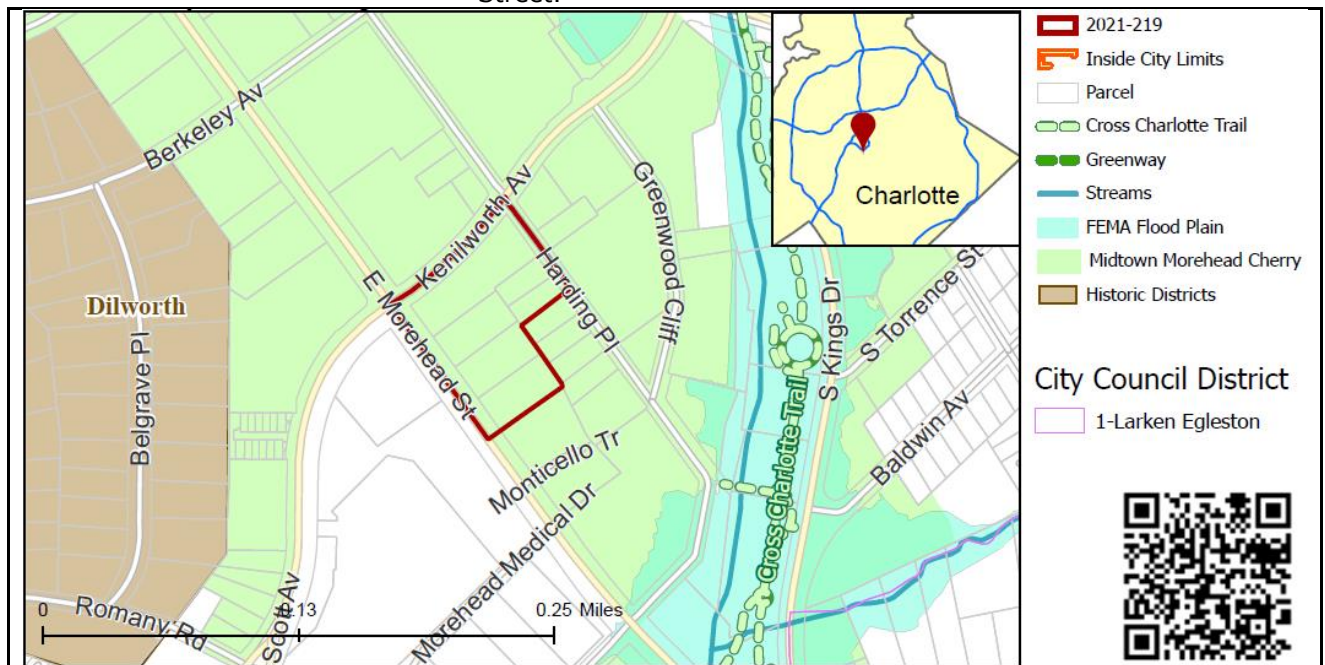 Street.
Berkeley Av
Kenilworth Av
Greenwood Cliff
Harding Pl
E Morehead St
Dilworth
Belgrave Pl
Monticello Tr
Morehead Medical Dr
Scott Av
Romany Rd
S Kings Dr
S Torrence St
Baldwin Av
Cross Charlotte Trail
0
0.13
0.25 Miles
Charlotte
2021-219
Inside City Limits
Parcel
Cross Charlotte Trail
Greenway
Streams
FEMA Flood Plain
Midtown Morehead Cherry
Historic Districts
City Council District
1-Larken Egleston